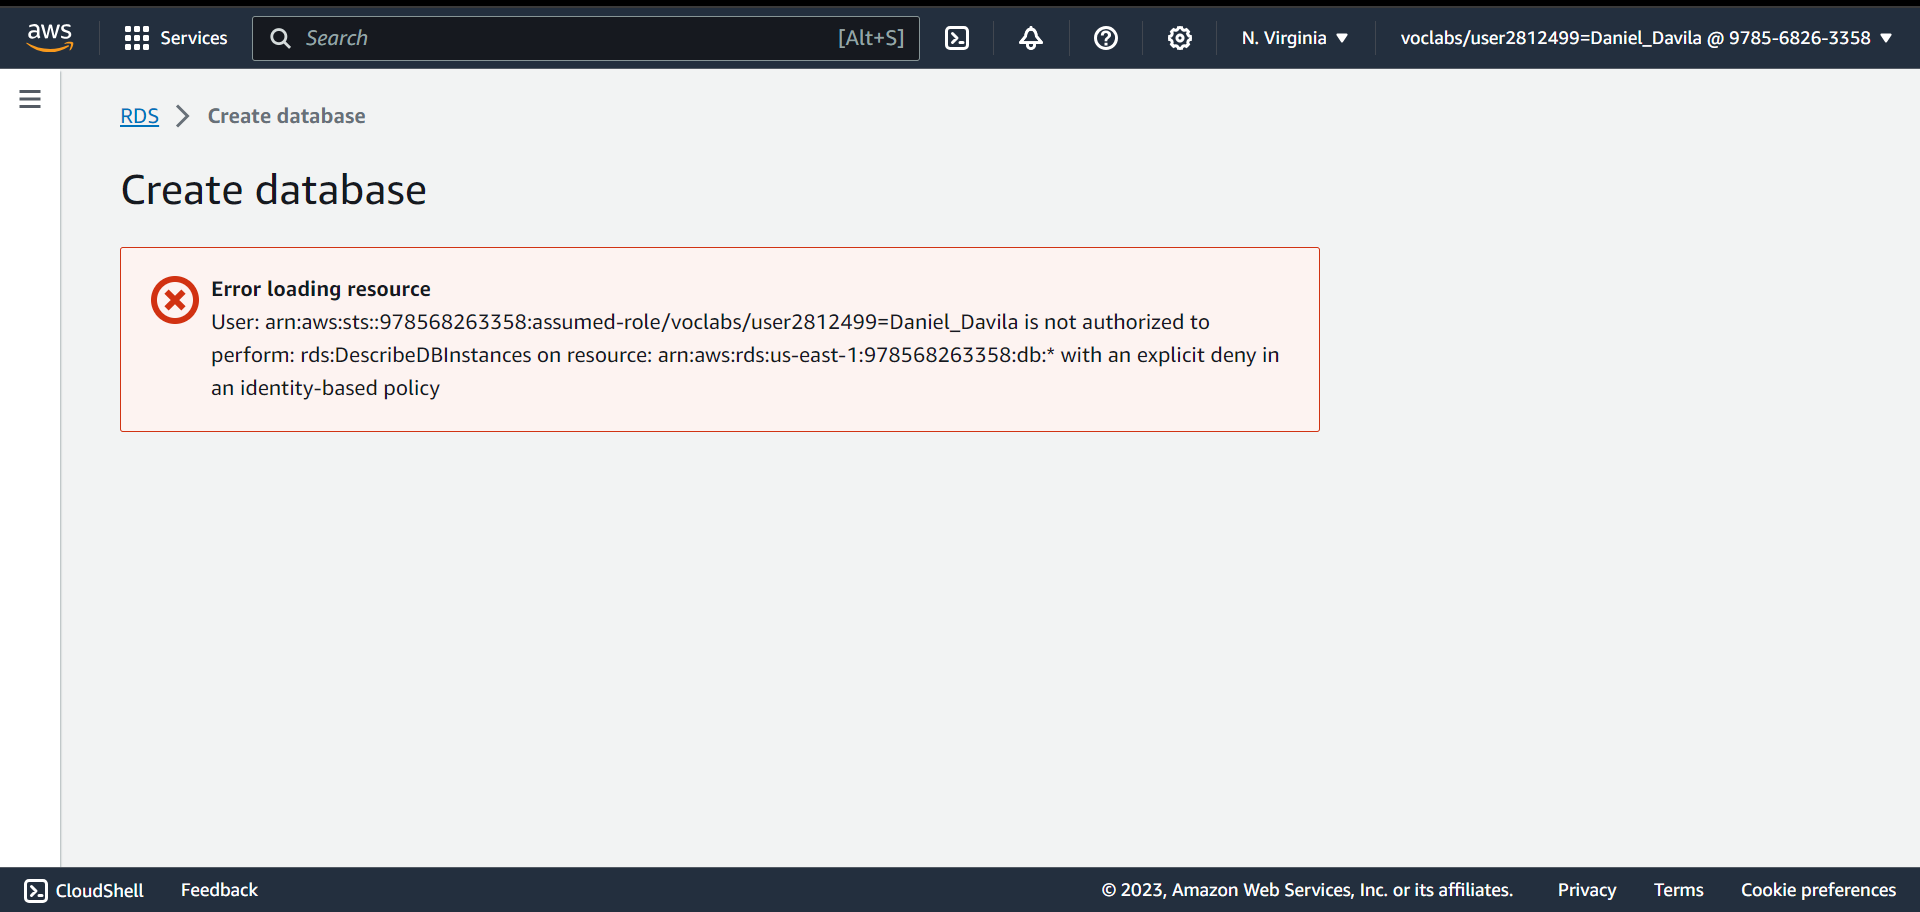 aws Services Search [Alt+S] N. Virginia voclabs/user2812499=Daniel_Davila @ 9785-6826-3358
RDS Create database
Create database
Error loading resource
User: arn:aws:sts::978568263358:assumed-role/voclabs/user2812499=Daniel_Davila is not authorized to
perform: rds:DescribeDBInstances on resource: arn:aws:rds:us-east-1:978568263358:db:* with an explicit deny in
an identity-based policy
CloudShell Feedback © 2023, Amazon Web Services, Inc. or its affiliates. Privacy Terms Cookie preferences